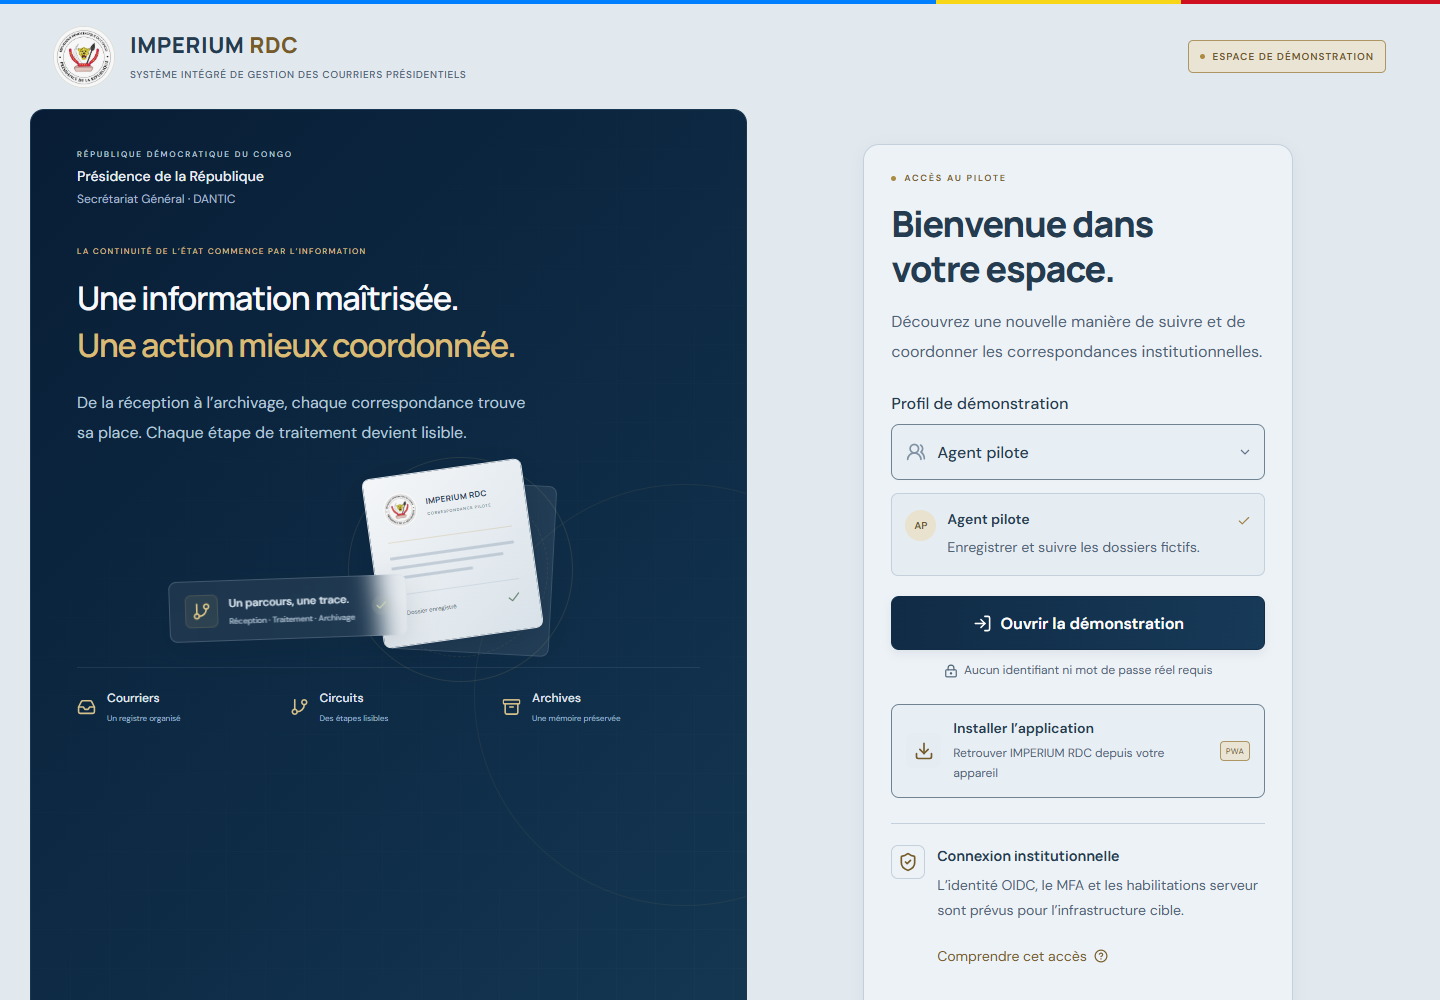 IMPERIUM RDC
SYSTÈME INTÉGRÉ DE GESTION DES COURRIERS PRÉSIDENTIELS
ESPACE DE DÉMONSTRATION
RÉPUBLIQUE DÉMOCRATIQUE DU CONGO
Présidence de la République
Secrétariat Général · DANTIC
LA CONTINUITÉ DE L’ÉTAT COMMENCE PAR L’INFORMATION
Une information maîtrisée.
Une action mieux coordonnée.
De la réception à l’archivage, chaque correspondance trouve
sa place. Chaque étape de traitement devient lisible.
IMPERIUM RDC
CORRESPONDANCE PILOTE
Dossier enregistré
Un parcours, une trace.
Réception · Traitement · Archivage
Courriers
Un registre organisé
Circuits
Des étapes lisibles
Archives
Une mémoire préservée
ACCÈS AU PILOTE
Bienvenue dans
votre espace.
Découvrez une nouvelle manière de suivre et de
coordonner les correspondances institutionnelles.
Profil de démonstration
Agent pilote
AP
Agent pilote
Enregistrer et suivre les dossiers fictifs.
Ouvrir la démonstration
Aucun identifiant ni mot de passe réel requis
Installer l’application
Retrouver IMPERIUM RDC depuis votre
appareil
PWA
Connexion institutionnelle
L’identité OIDC, le MFA et les habilitations serveur
sont prévus pour l’infrastructure cible.
Comprendre cet accès